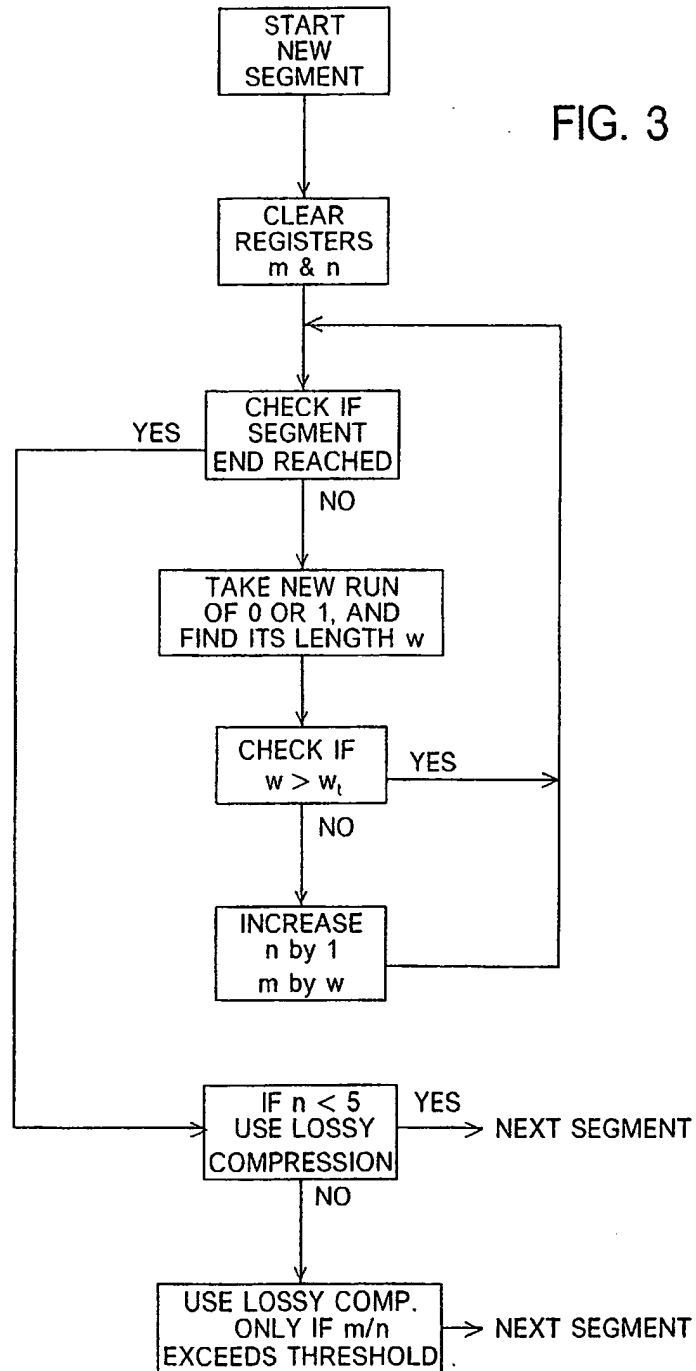 START
NEW
SEGMENT
FIG. 3
CLEAR
REGISTERS
m & n
CHECK IF
SEGMENT
END REACHED
YES
NO
TAKE NEW RUN
OF 0 OR 1, AND
FIND ITS LENGTH w
CHECK IF
w > wₜ
YES
NO
INCREASE
n by 1
m by w
IF n < 5
USE LOSSY
COMPRESSION
YES
NEXT SEGMENT
NO
USE LOSSY COMP.
ONLY IF m/n
EXCEEDS THRESHOLD
NEXT SEGMENT